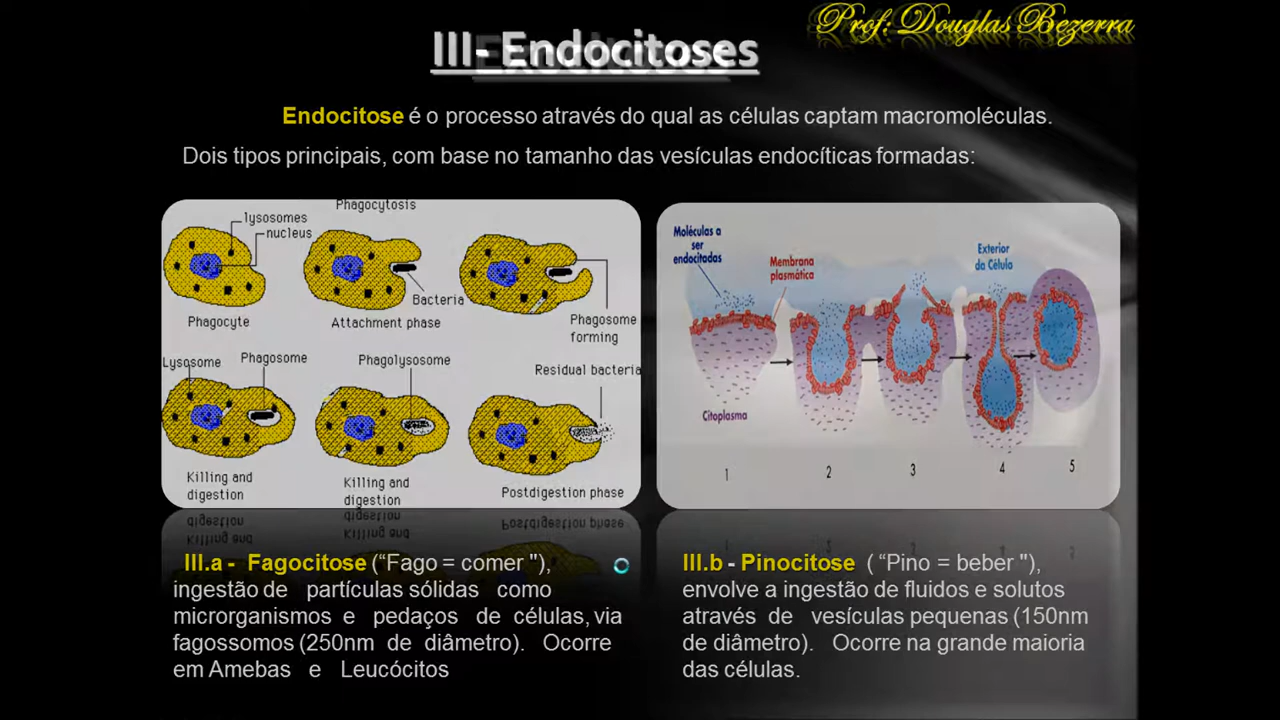 Prof: Douglas Bezerra
III- Endocitoses
Endocitose é o processo através do qual as células captam macromoléculas.
Dois tipos principais, com base no tamanho das vesículas endocíticas formadas:
Phagocytosis
lysosomes
nucleus
Bacteria
Phagocyte
Attachment phase
Phagosome
forming
Lysosome
Phagosome
Phagolysosome
Residual bacteria
Killing and
digestion
Killing and
digestion
Postdigestion phase
Moléculas a
ser
endocitadas
Membrana
plasmática
Exterior
da Célula
Citoplasma
1 2 3 4 5
III.a - Fagocitose (“Fago = comer "),
ingestão de partículas sólidas como
microrganismos e pedaços de células, via
fagossomos (250nm de diâmetro). Ocorre
em Amebas e Leucócitos
III.b - Pinocitose ( “Pino = beber "),
envolve a ingestão de fluidos e solutos
através de vesículas pequenas (150nm
de diâmetro). Ocorre na grande maioria
das células.